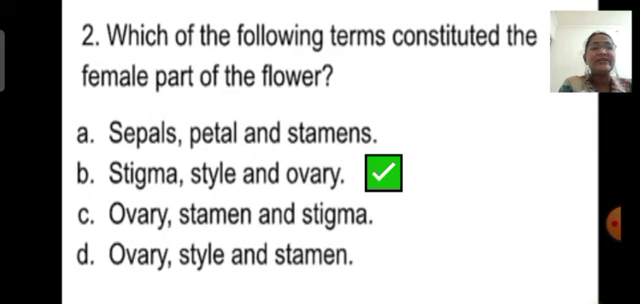 2. Which of the following terms constituted the
female part of the flower?
a. Sepals, petal and stamens.
b. Stigma, style and ovary.
c. Ovary, stamen and stigma.
d. Ovary, style and stamen.